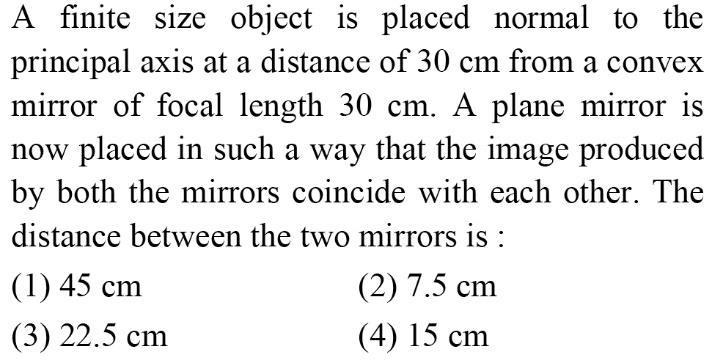 A finite size object is placed normal to the
principal axis at a distance of 30 cm from a convex
mirror of focal length 30 cm. A plane mirror is
now placed in such a way that the image produced
by both the mirrors coincide with each other. The
distance between the two mirrors is :
(1) 45 cm (2) 7.5 cm
(3) 22.5 cm (4) 15 cm